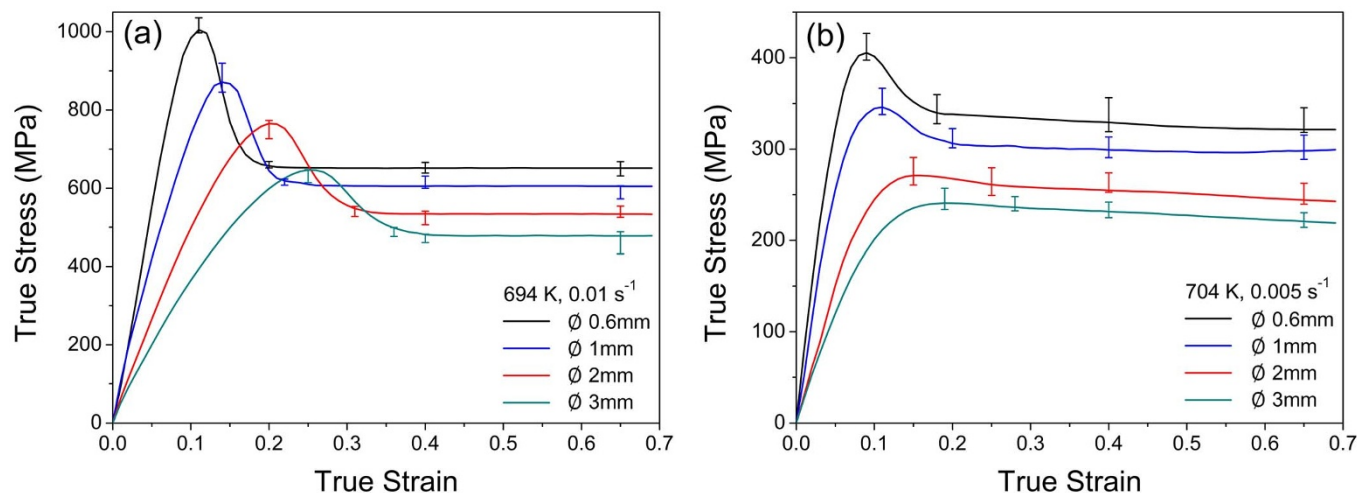 (a)
True Stress (MPa)
1000
800
600
400
200
0
0.0 0.1 0.2 0.3 0.4 0.5 0.6 0.7
True Strain
694 K, 0.01 s⁻¹
Ø 0.6mm
Ø 1mm
Ø 2mm
Ø 3mm
(b)
True Stress (MPa)
400
300
200
100
0
0.0 0.1 0.2 0.3 0.4 0.5 0.6 0.7
True Strain
704 K, 0.005 s⁻¹
Ø 0.6mm
Ø 1mm
Ø 2mm
Ø 3mm